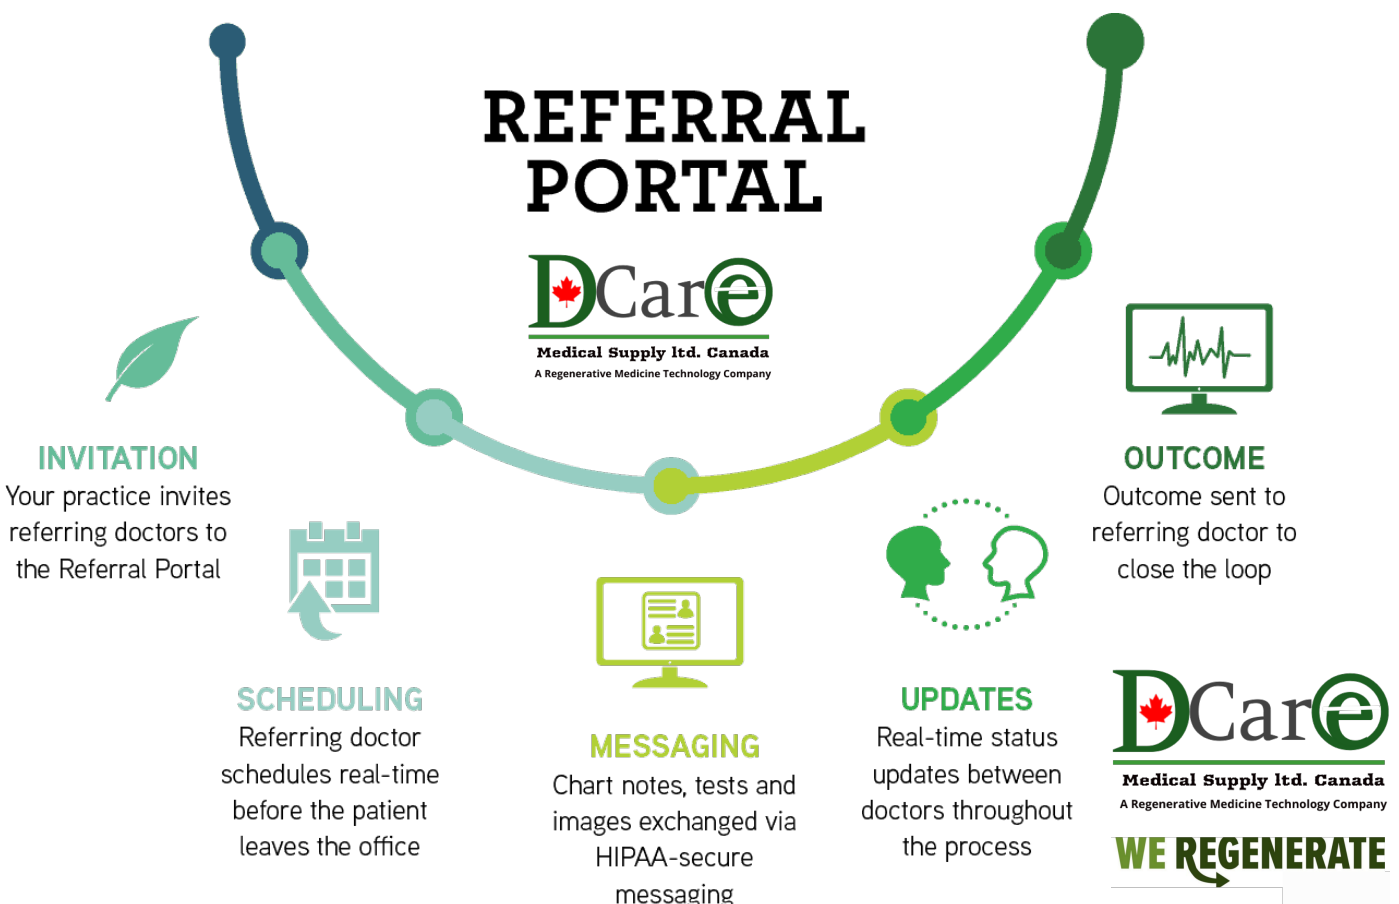 REFERRAL
PORTAL
DCare
Medical Supply ltd. Canada
A Regenerative Medicine Technology Company
INVITATION
Your practice invites
referring doctors to
the Referral Portal
SCHEDULING
Referring doctor
schedules real-time
before the patient
leaves the office
MESSAGING
Chart notes, tests and
images exchanged via
HIPAA-secure
messaging
UPDATES
Real-time status
updates between
doctors throughout
the process
OUTCOME
Outcome sent to
referring doctor to
close the loop
DCare
Medical Supply ltd. Canada
A Regenerative Medicine Technology Company
WE REGENERATE